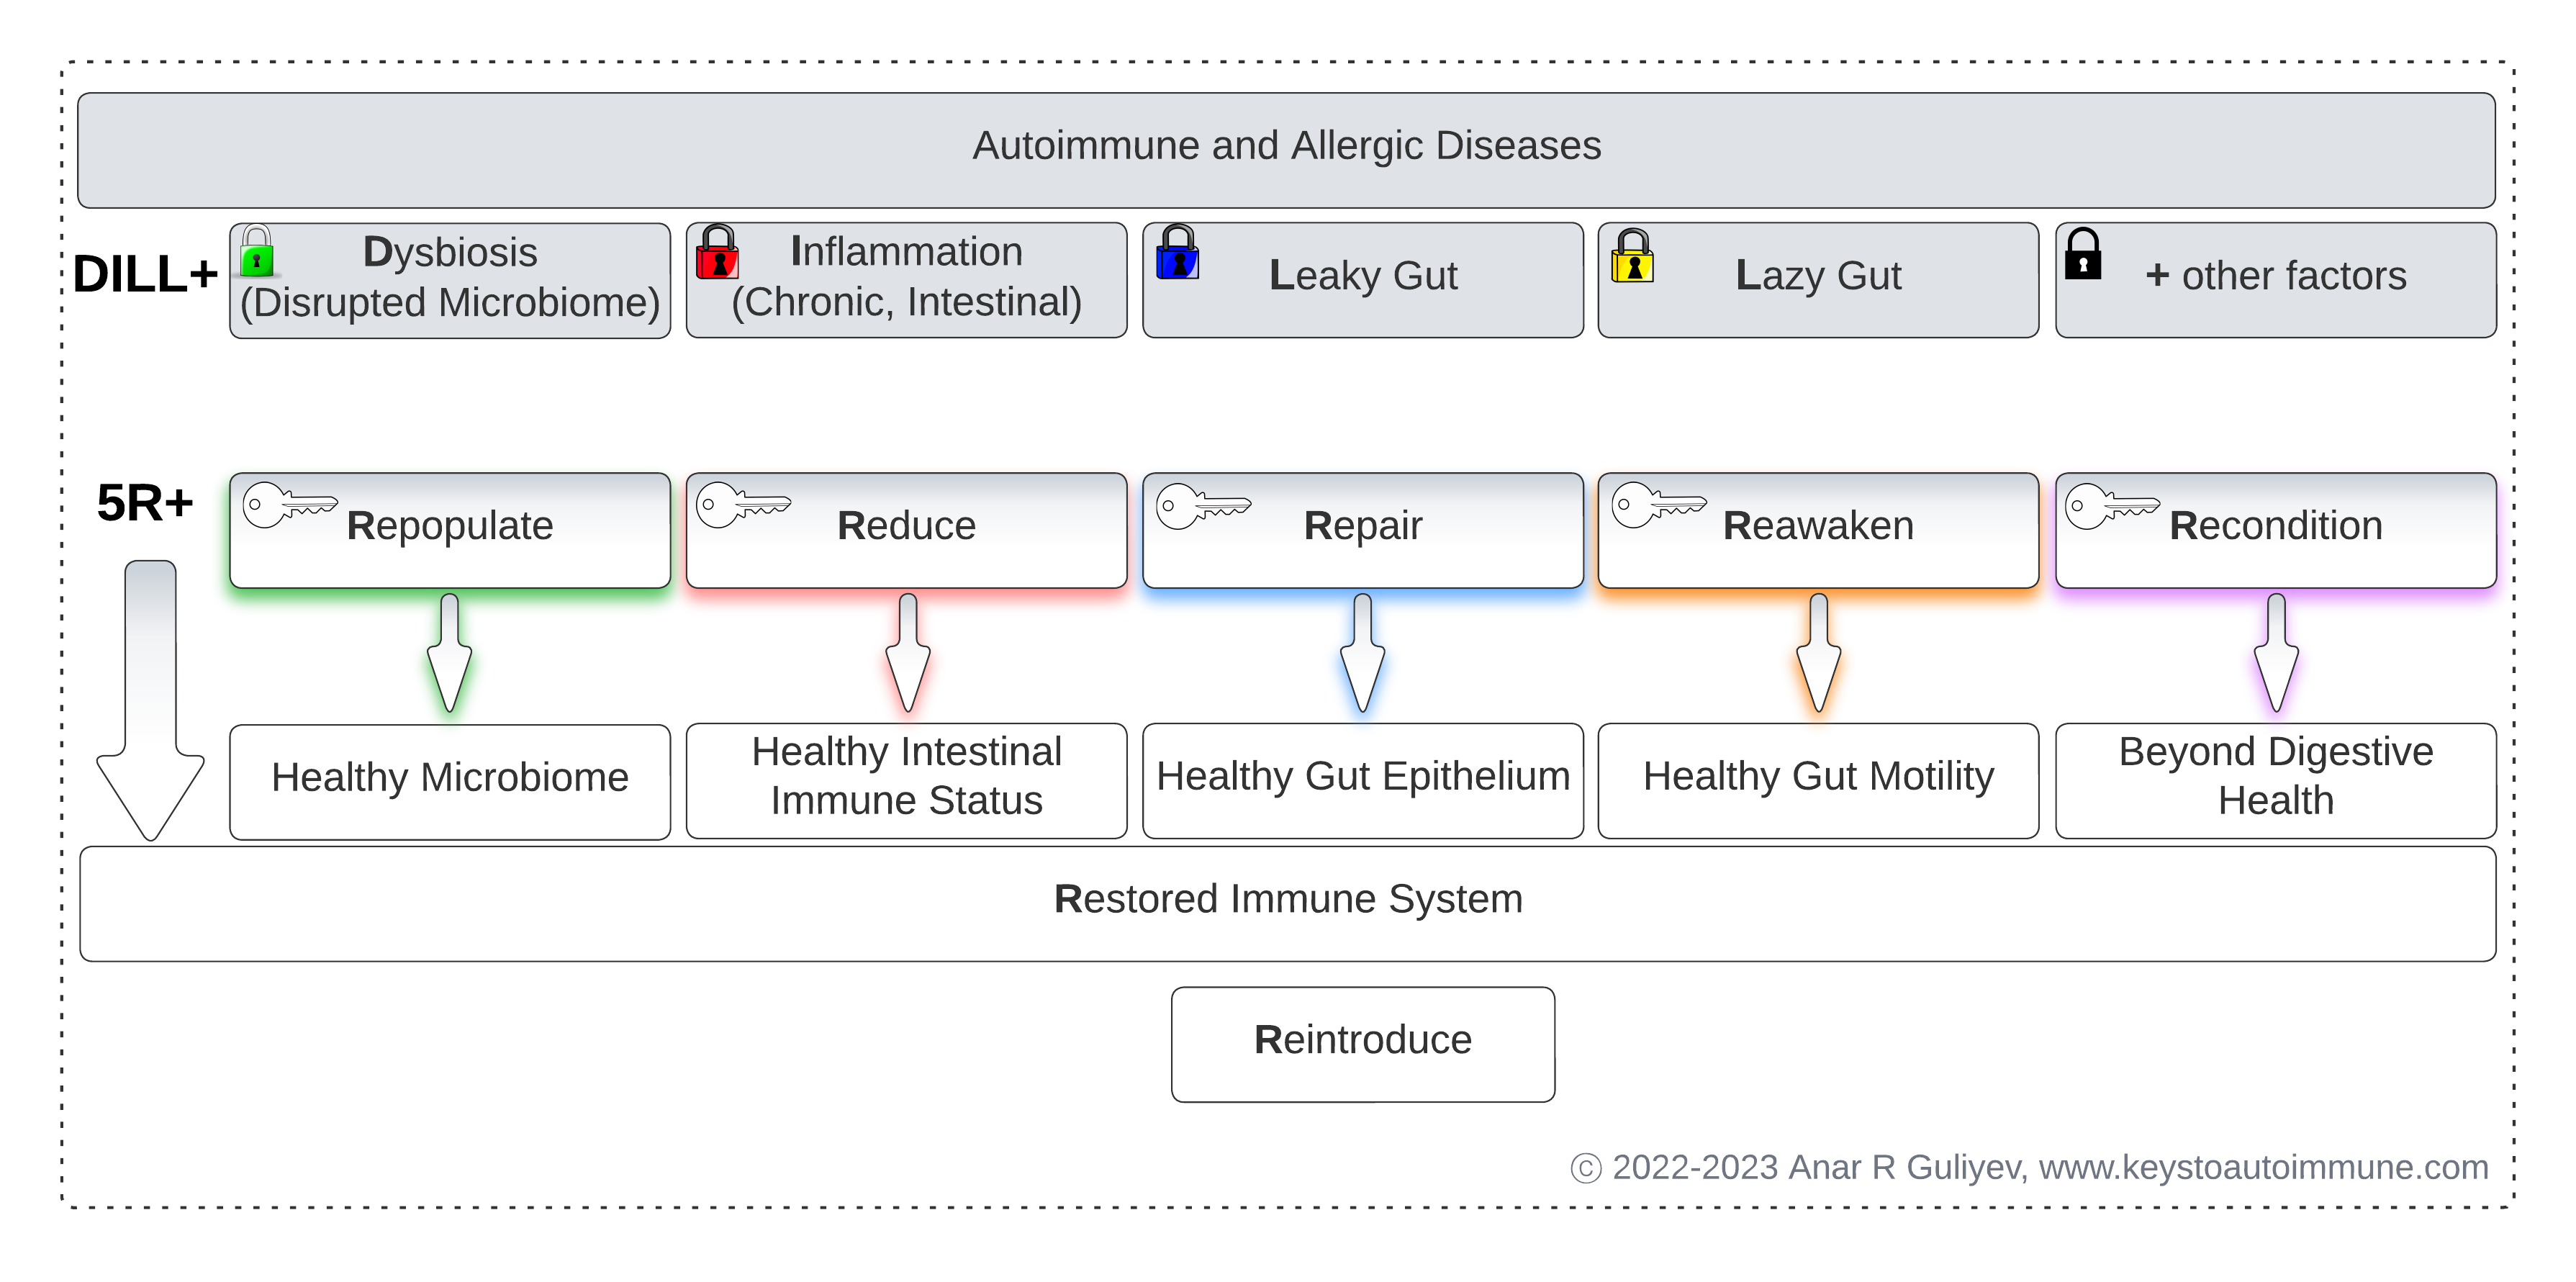 Autoimmune and Allergic Diseases
DILL+
Dysbiosis
(Disrupted Microbiome)
Inflammation
(Chronic, Intestinal)
Leaky Gut
Lazy Gut
+ other factors
5R+
Repopulate
Reduce
Repair
Reawaken
Recondition
Healthy Microbiome
Healthy Intestinal
Immune Status
Healthy Gut Epithelium
Healthy Gut Motility
Beyond Digestive
Health
Restored Immune System
Reintroduce
© 2022-2023 Anar R Guliyev, www.keystoautoimmune.com